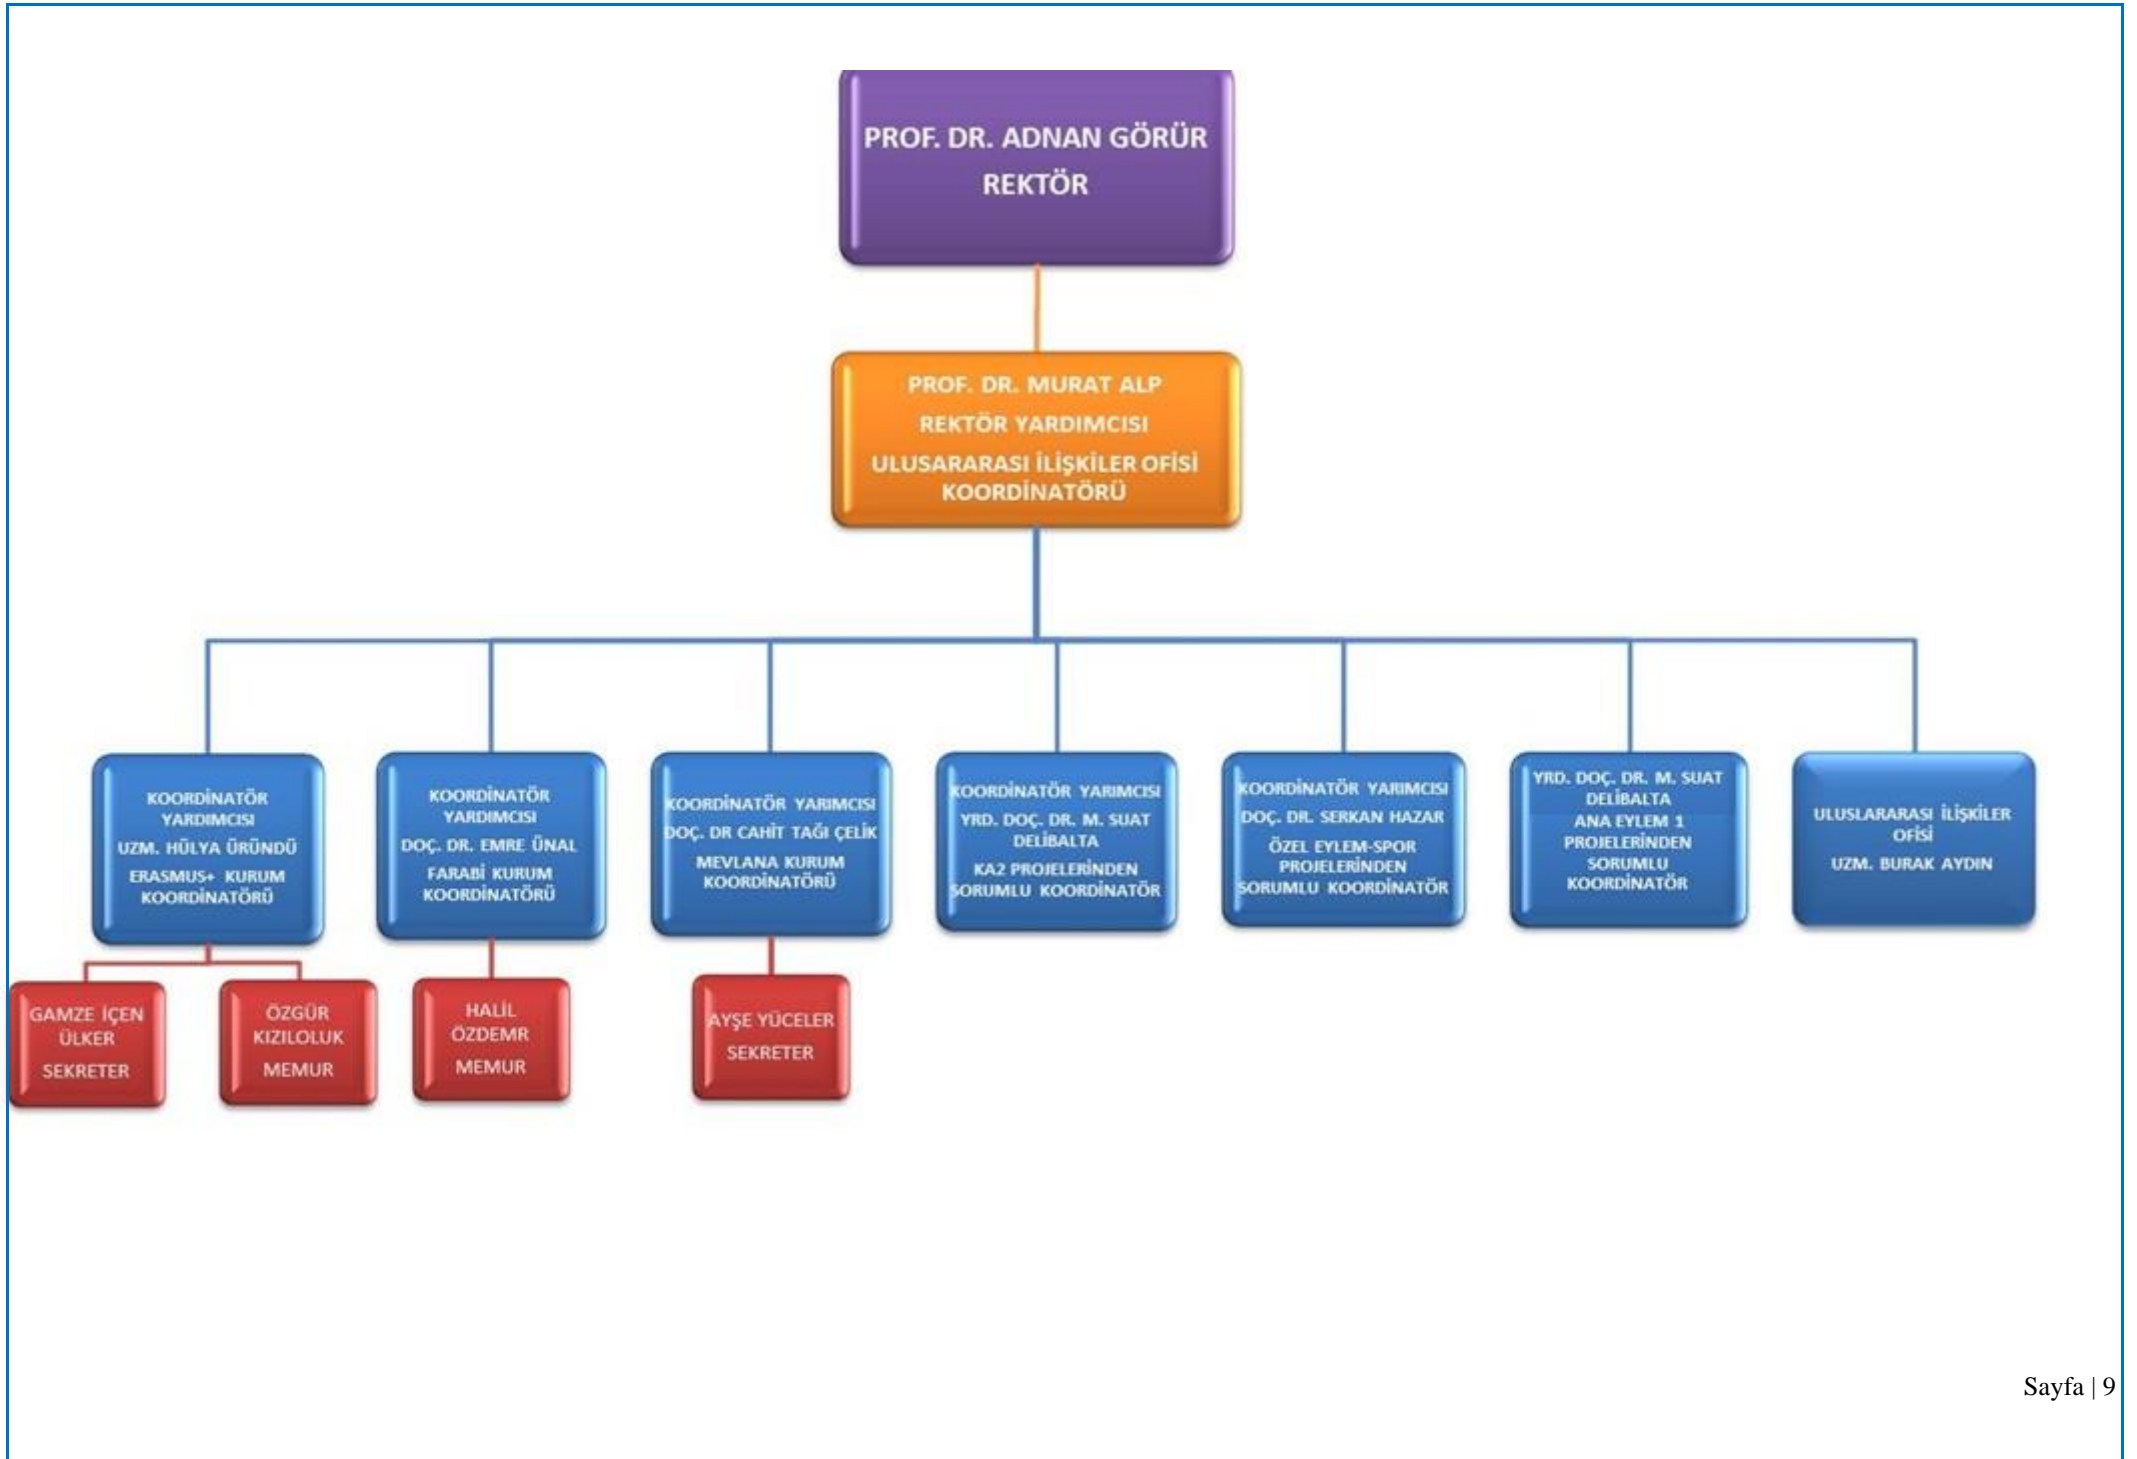 PROF. DR. ADNAN GÖRÜR
REKTÖR
PROF. DR. MURAT ALP
REKTÖR YARDIMCISI
ULUSARARASI İLİŞKİLER OFİSİ
KOORDİNATÖRÜ
KOORDİNATÖR
YARDIMCISI
UZM. HÜLYA ÜRÜNDÜ
ERASMUS+ KURUM
KOORDİNATÖRÜ
KOORDİNATÖR
YARDIMCISI
DOÇ. DR. EMRE ÜNAL
FARABİ KURUM
KOORDİNATÖRÜ
KOORDİNATÖR YARIMCISI
DOÇ. DR CAHİT TAĞI ÇELİK
MEVLANA KURUM
KOORDİNATÖRÜ
KOORDİNATÖR YARIMCISI
YRD. DOÇ. DR. M. SUAT
DELİBALTA
KA2 PROJELERİNDEN
SORUMLU KOORDİNATÖR
KOORDİNATÖR YARIMCISI
DOÇ. DR. SERKAN HAZAR
ÖZEL EYLEM-SPOR
PROJELERİNDEN
SORUMLU KOORDİNATÖR
YRD. DOÇ. DR. M. SUAT
DELİBALTA
ANA EYLEM 1
PROJELERİNDEN
SORUMLU
KOORDİNATÖR
ULUSLARARASI İLİŞKİLER
OFİSİ
UZM. BURAK AYDIN
GAMZE İÇEN
ÜLKER
SEKRETER
ÖZGÜR
KIZILOLUK
MEMUR
HALİL
ÖZDEMR
MEMUR
AYŞE YÜCELER
SEKRETER
Sayfa | 9